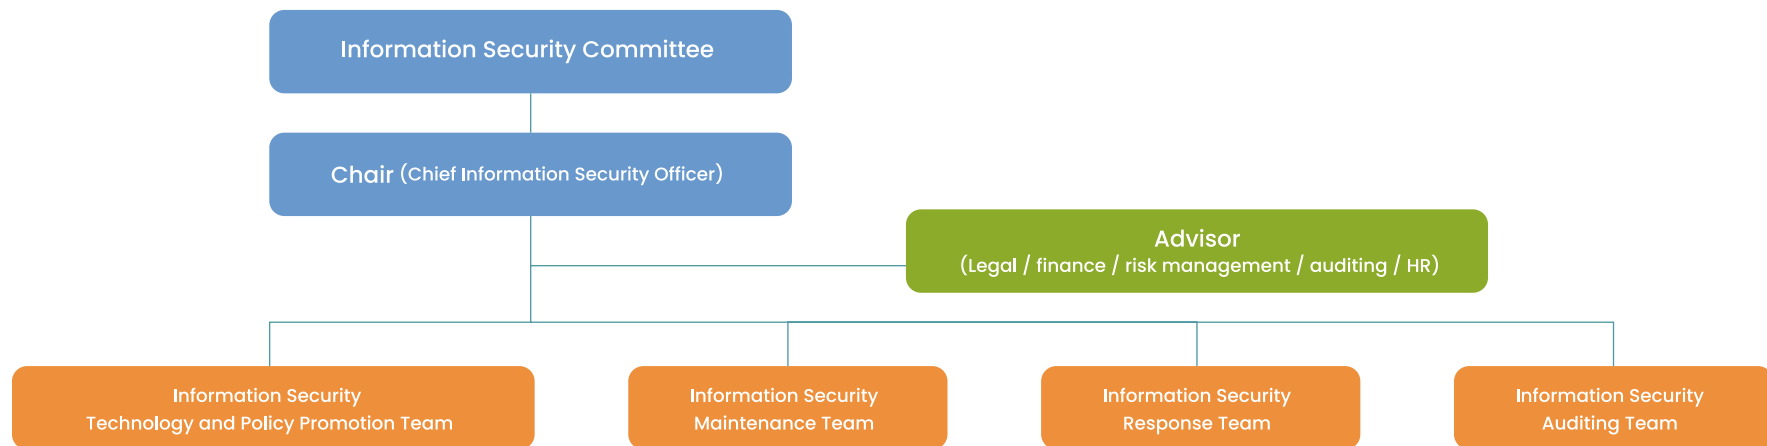 Information Security Committee
Chair (Chief Information Security Officer)
Advisor
(Legal / finance / risk management / auditing / HR)
Information Security
Technology and Policy Promotion Team
Information Security
Maintenance Team
Information Security
Response Team
Information Security
Auditing Team